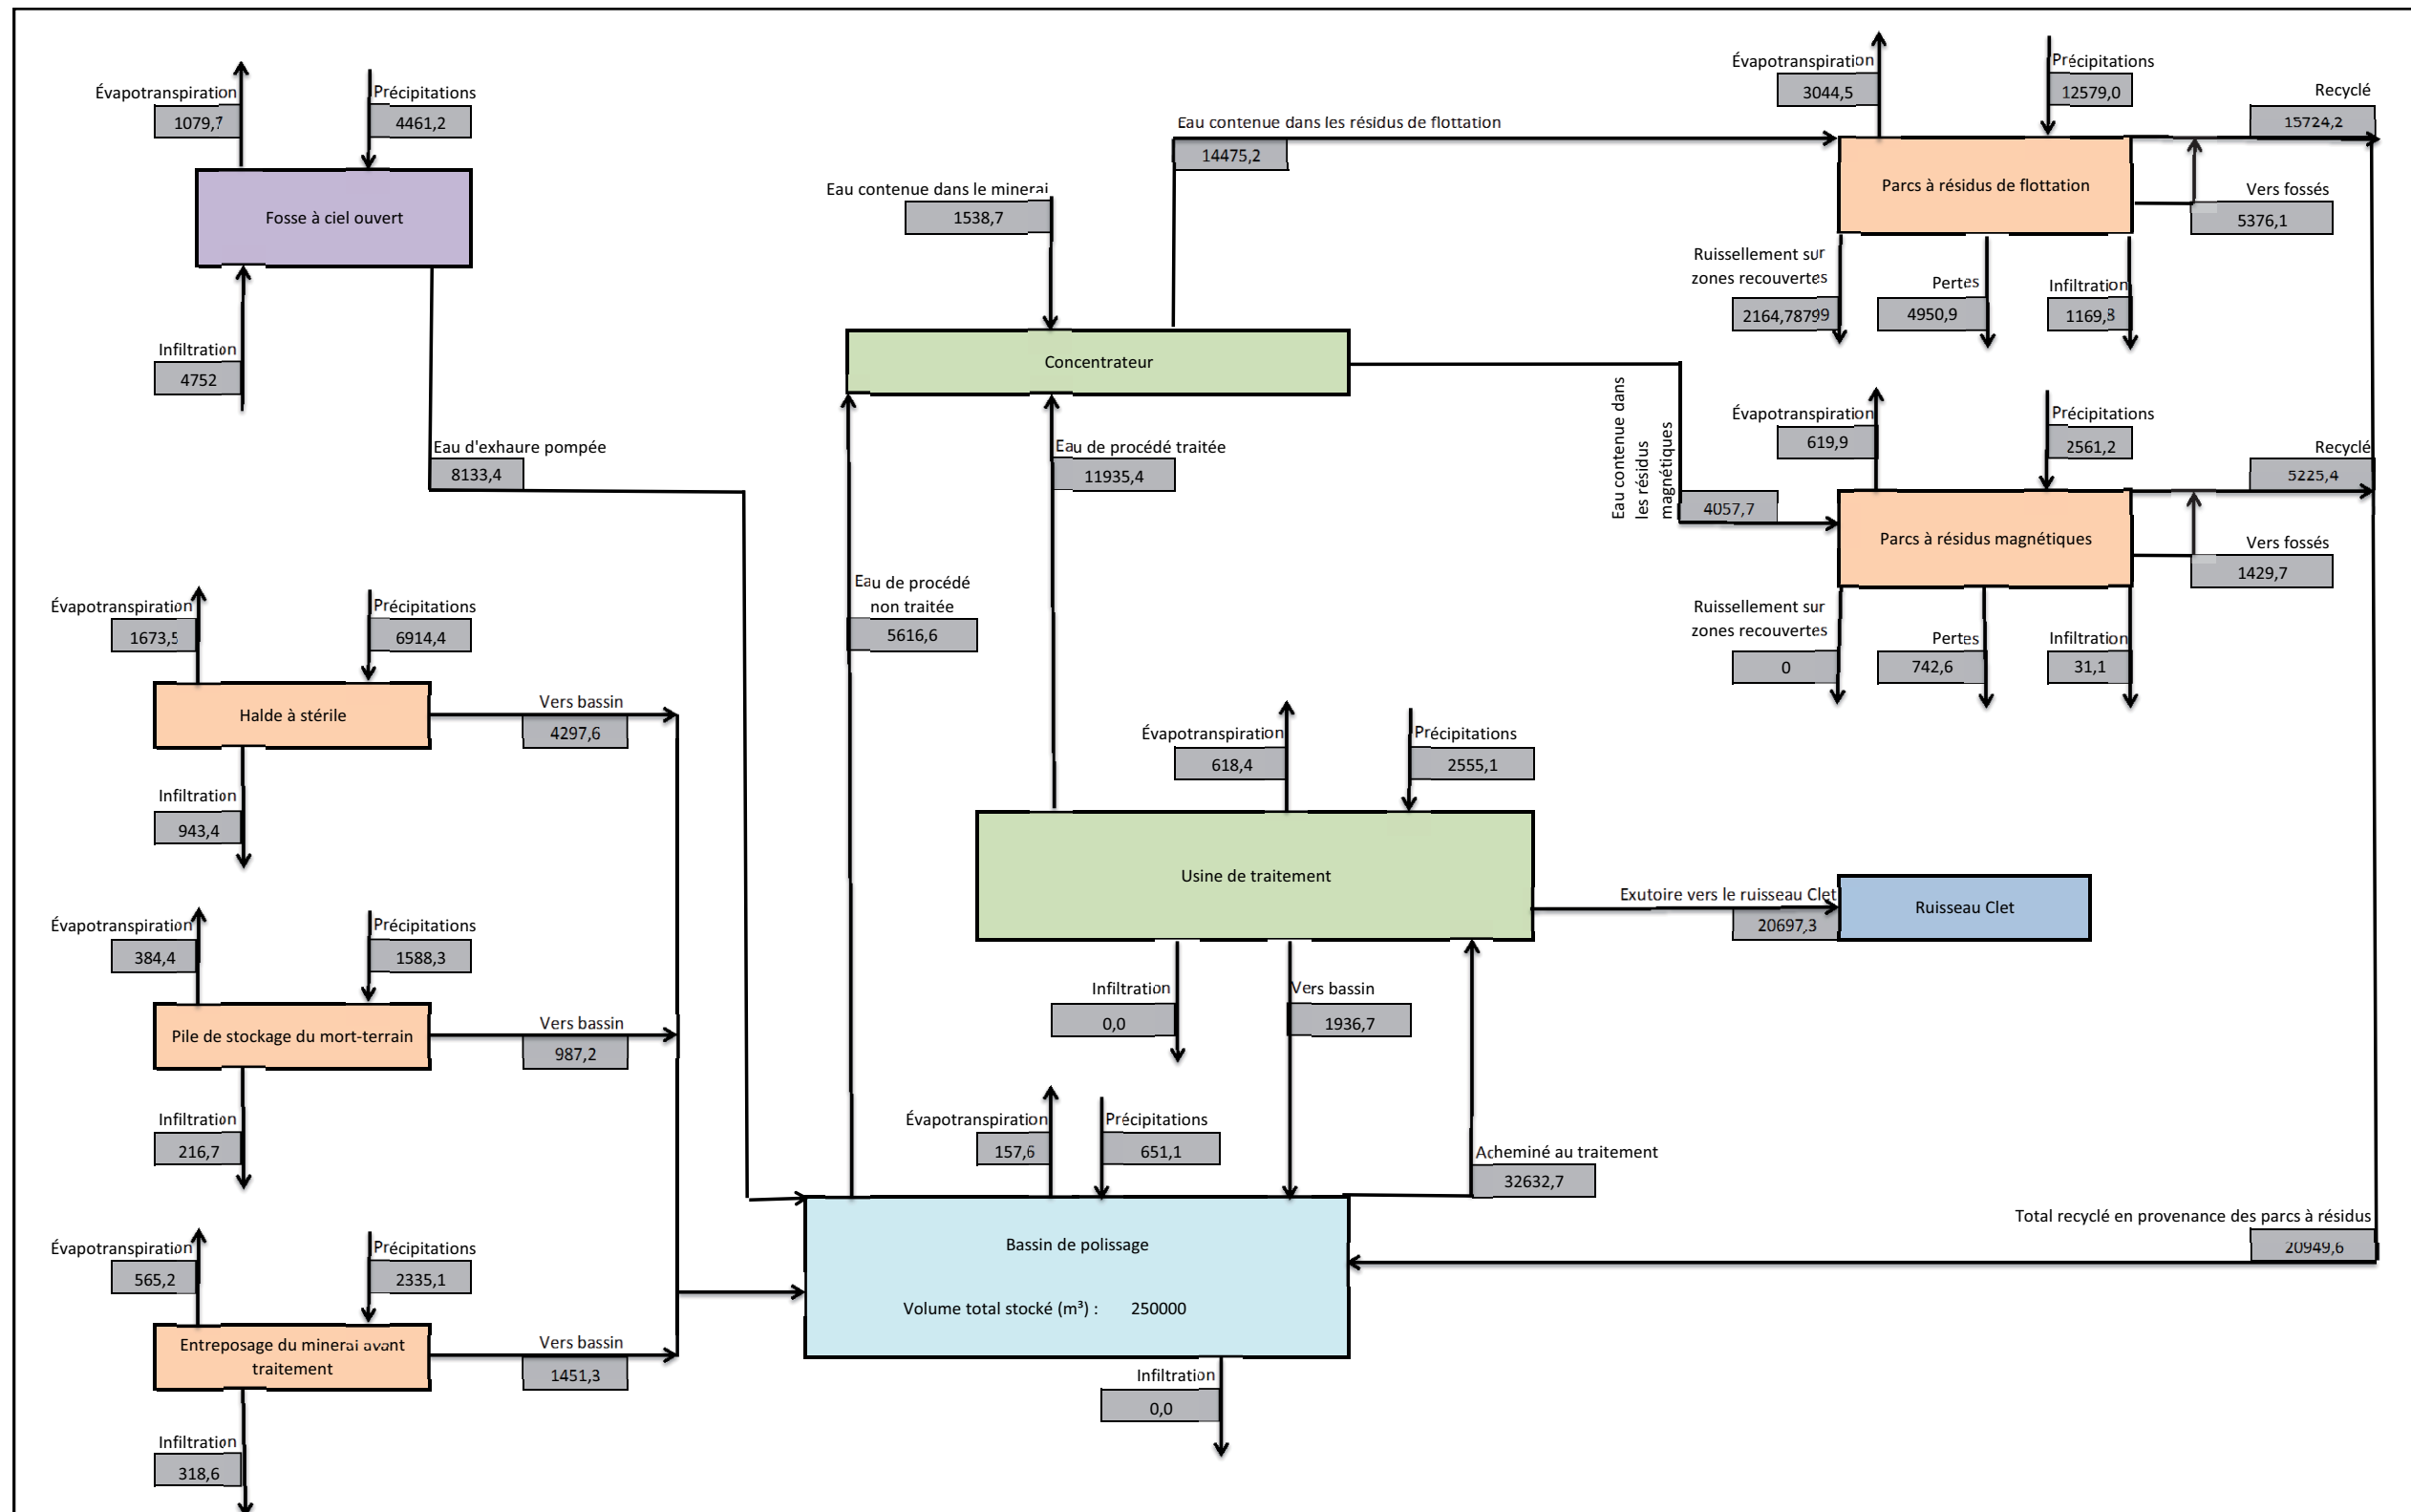 Évapotranspiration
1079,7
Précipitations
4461,2
Fosse à ciel ouvert
Infiltration
4752
Eau d'exhaure pompée
8133,4
Évapotranspiration
1673,5
Précipitations
6914,4
Halde à stérile
Vers bassin
4297,6
Infiltration
943,4
Évapotranspiration
384,4
Précipitations
1588,3
Pile de stockage du mort-terrain
Vers bassin
987,2
Infiltration
216,7
Évapotranspiration
565,2
Précipitations
2335,1
Entreposage du minerai avant
traitement
Vers bassin
1451,3
Infiltration
318,6
Eau contenue dans les résidus de flottation
14475,2
Eau contenue dans le minerai
1538,7
Concentrateur
Eau de procédé traitée
11935,4
Eau de procédé
non traitée
5616,6
Eau contenue dans
les résidus
magnétiques
4057,7
Évapotranspiration
618,4
Précipitations
2555,1
Usine de traitement
Exutoire vers le ruisseau Clet
20697,3
Ruisseau Clet
Infiltration
0,0
Vers bassin
1936,7
Évapotranspiration
157,6
Précipitations
651,1
Acheminé au traitement
32632,7
Bassin de polissage
Volume total stocké (m³) : 250000
Infiltration
0,0
Évapotranspiration
3044,5
Précipitations
12579,0
Recyclé
15724,2
Parcs à résidus de flottation
Vers fossés
5376,1
Ruissellement sur
zones recouvertes
2164,78799
Pertes
4950,9
Infiltration
1169,8
Évapotranspiration
619,9
Précipitations
2561,2
Recyclé
5225,4
Parcs à résidus magnétiques
Vers fossés
1429,7
Ruissellement sur
zones recouvertes
0
Pertes
742,6
Infiltration
31,1
Total recyclé en provenance des parcs à résidus
20949,6